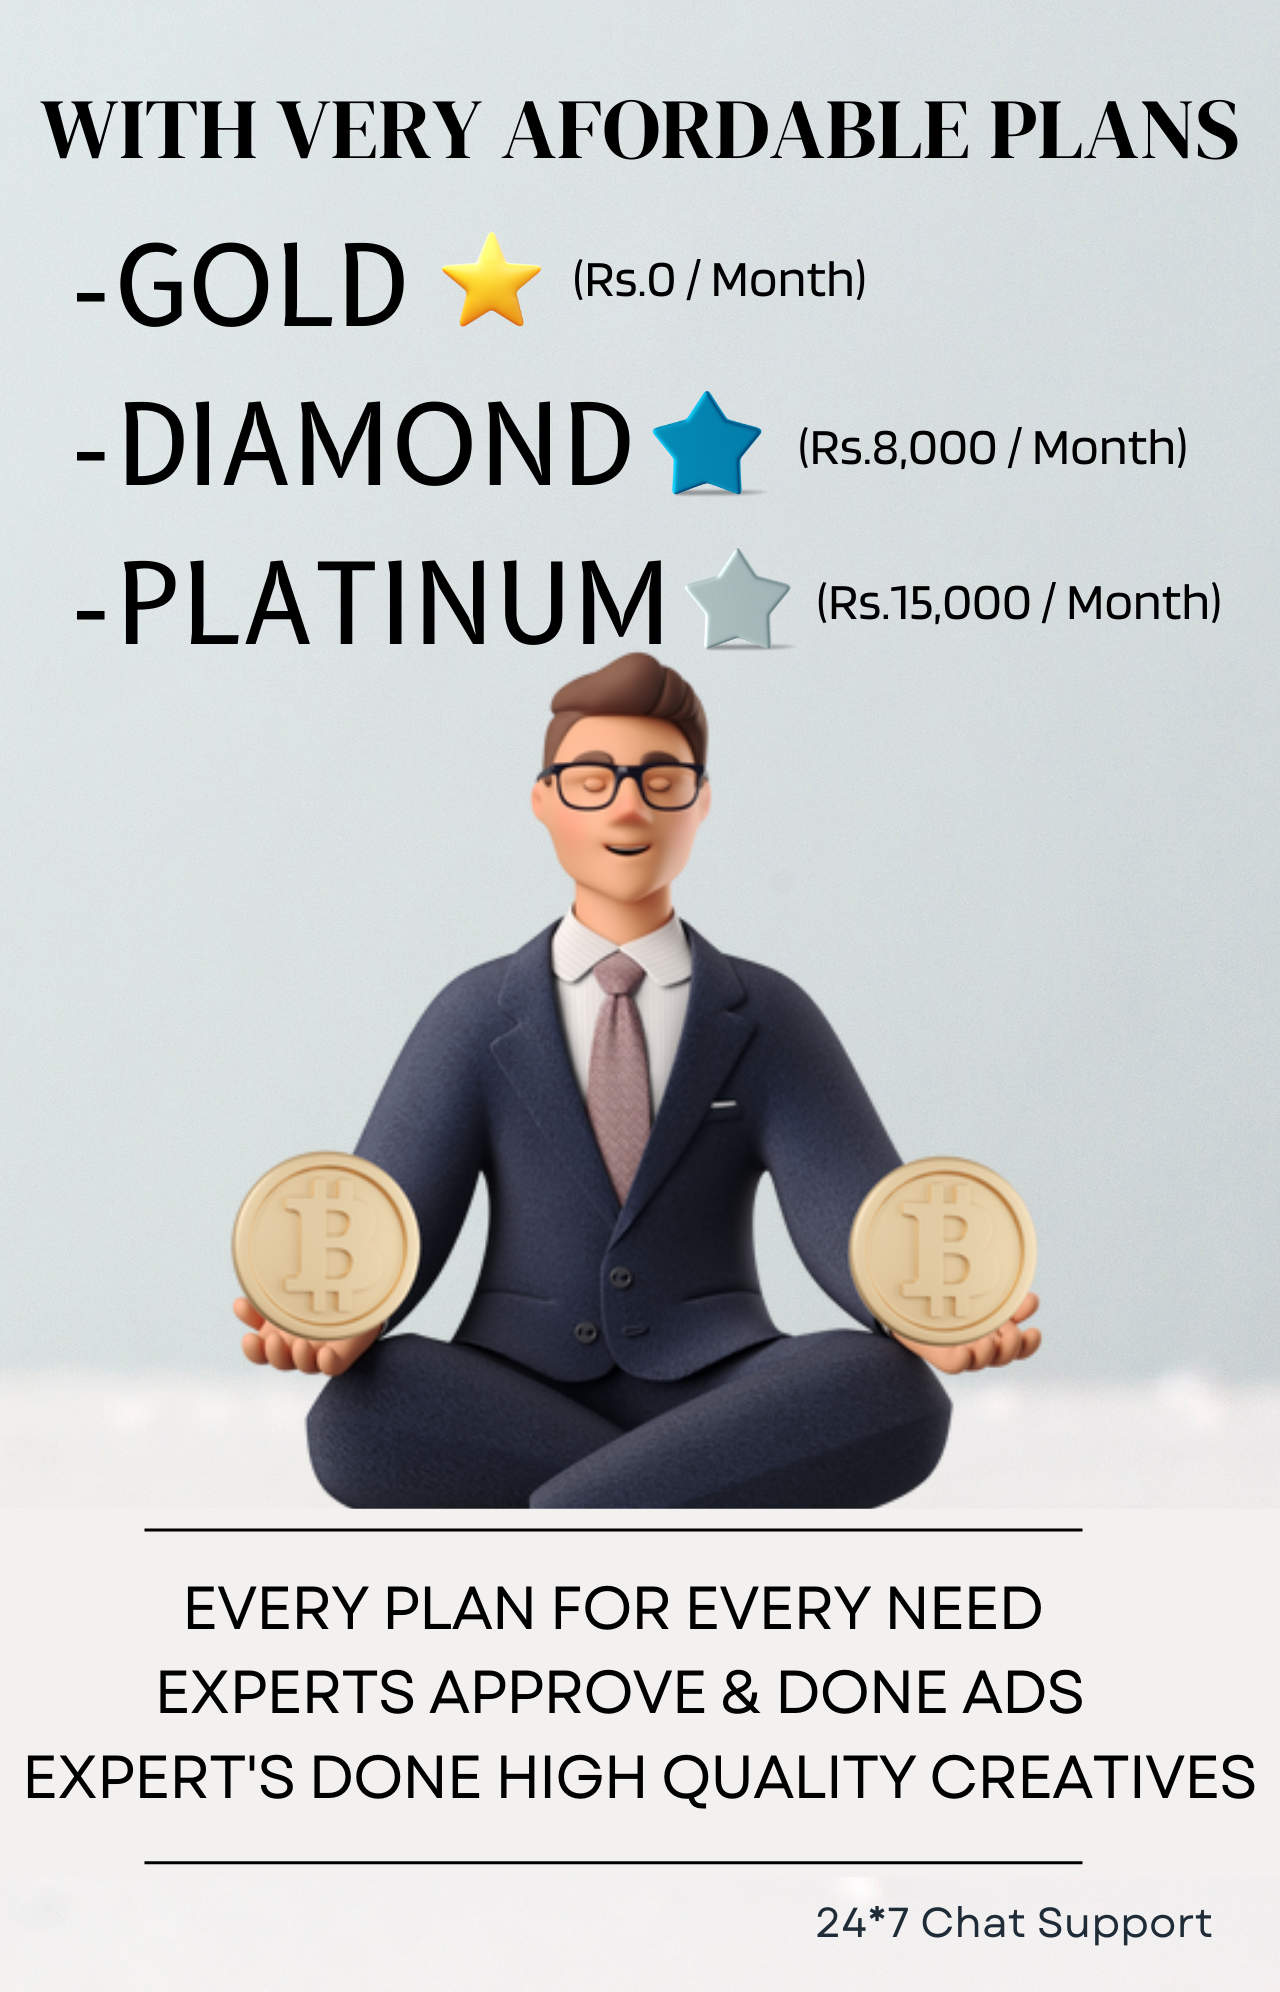 WITH VERY AFORDABLE PLANS
-GOLD (Rs.0 / Month)
-DIAMOND (Rs.8,000 / Month)
-PLATINUM (Rs.15,000 / Month)
EVERY PLAN FOR EVERY NEED
EXPERTS APPROVE & DONE ADS
EXPERT'S DONE HIGH QUALITY CREATIVES
24*7 Chat Support